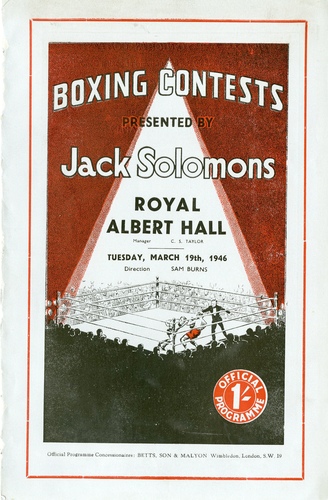 BOXING CONTESTS
PRESENTED BY
Jack Solomons
ROYAL
ALBERT HALL
Manager C. S. TAYLOR
TUESDAY, MARCH 19th, 1946
Direction SAM BURNS
OFFICIAL
1/-
PROGRAMME
Official Programme Concessionaires: BETTS, SON & MALYON Wimbledon, London, S.W. 19